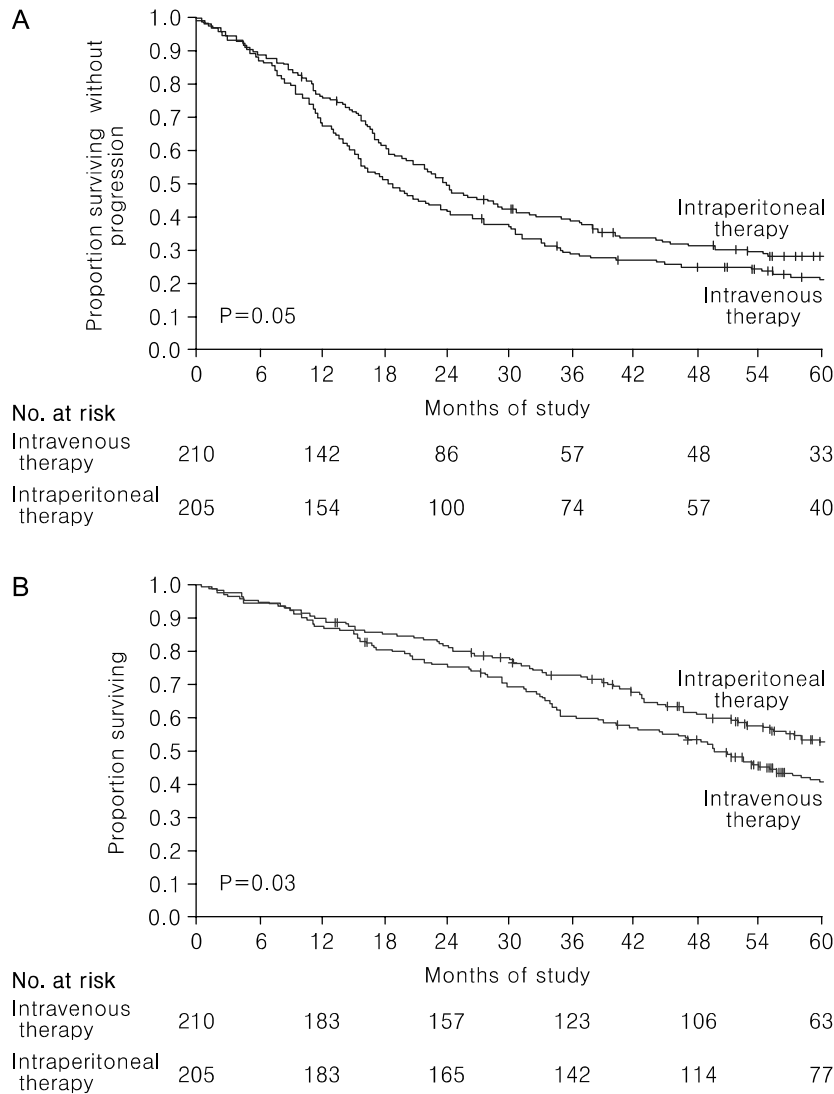 A
Proportion surviving without
progression
1.0
0.9
0.8
0.7
0.6
0.5
0.4
0.3
0.2
0.1
0.0
Intraperitoneal
therapy
Intravenous
therapy
P=0.05
0 6 12 18 24 30 36 42 48 54 60
Months of study
No. at risk
Intravenous
therapy
210 142 86 57 48 33
Intraperitoneal
therapy
205 154 100 74 57 40
B
Proportion surviving
1.0
0.9
0.8
0.7
0.6
0.5
0.4
0.3
0.2
0.1
0.0
Intraperitoneal
therapy
Intravenous
therapy
P=0.03
0 6 12 18 24 30 36 42 48 54 60
Months of study
No. at risk
Intravenous
therapy
210 183 157 123 106 63
Intraperitoneal
therapy
205 183 165 142 114 77